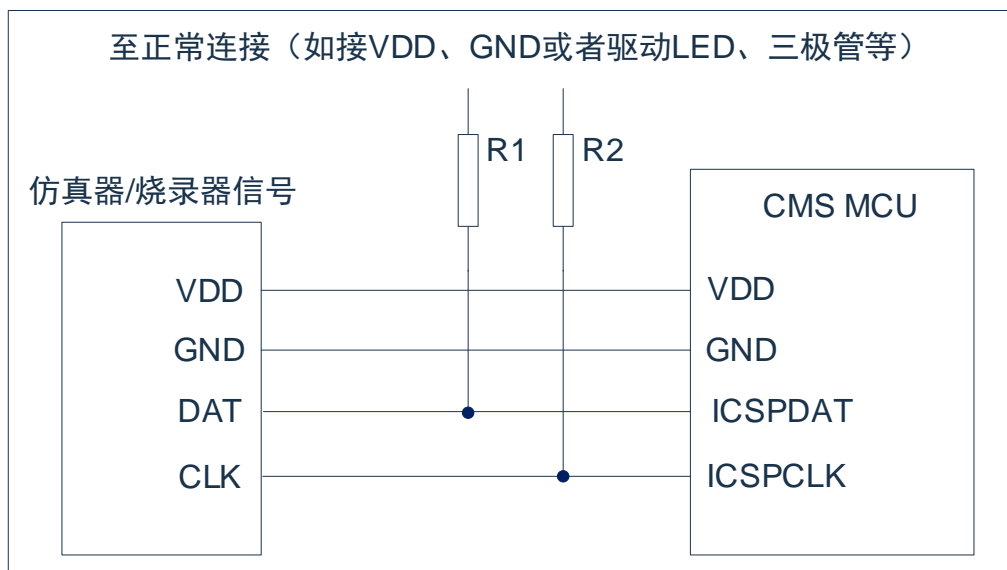 至正常连接（如接VDD、GND或者驱动LED、三极管等）
R1
R2
仿真器/烧录器信号
CMS MCU
VDD
VDD
GND
GND
DAT
ICSPDAT
CLK
ICSPCLK